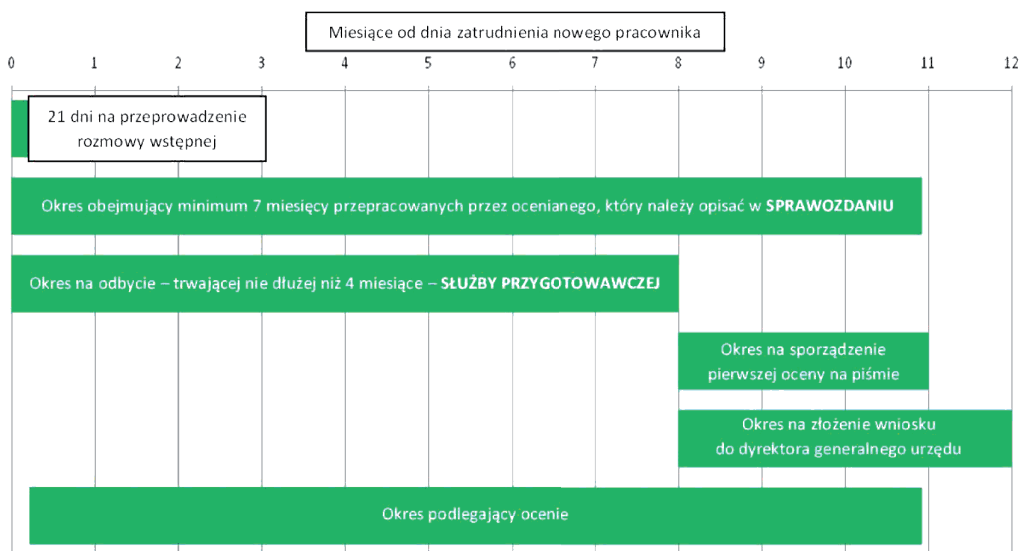 Miesiące od dnia zatrudnienia nowego pracownika
0 1 2 3 4 5 6 7 8 9 10 11 12
21 dni na przeprowadzenie
rozmowy wstępnej
Okres obejmujący minimum 7 miesięcy przepracowanych przez ocenianego, który należy opisać w SPRAWOZDANIU
Okres na odbycie – trwającej nie dłużej niż 4 miesiące – SŁUŻBY PRZYGOTOWAWCZEJ
Okres na sporządzenie
pierwszej oceny na piśmie
Okres na złożenie wniosku
do dyrektora generalnego urzędu
Okres podlegający ocenie